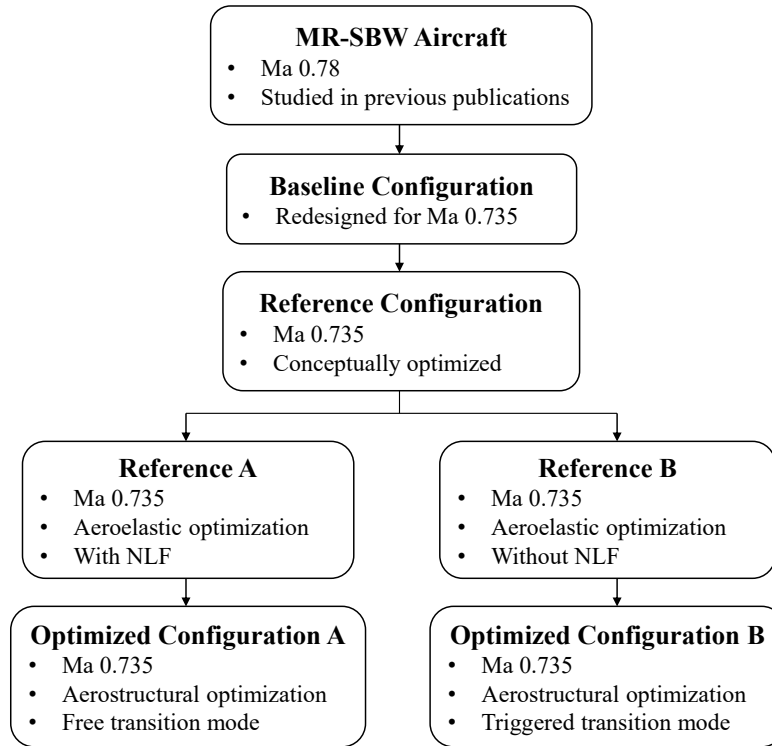 MR-SBW Aircraft
• Ma 0.78
• Studied in previous publications
Baseline Configuration
• Redesigned for Ma 0.735
Reference Configuration
• Ma 0.735
• Conceptually optimized
Reference A
• Ma 0.735
• Aeroelastic optimization
• With NLF
Reference B
• Ma 0.735
• Aeroelastic optimization
• Without NLF
Optimized Configuration A
• Ma 0.735
• Aerostructural optimization
• Free transition mode
Optimized Configuration B
• Ma 0.735
• Aerostructural optimization
• Triggered transition mode